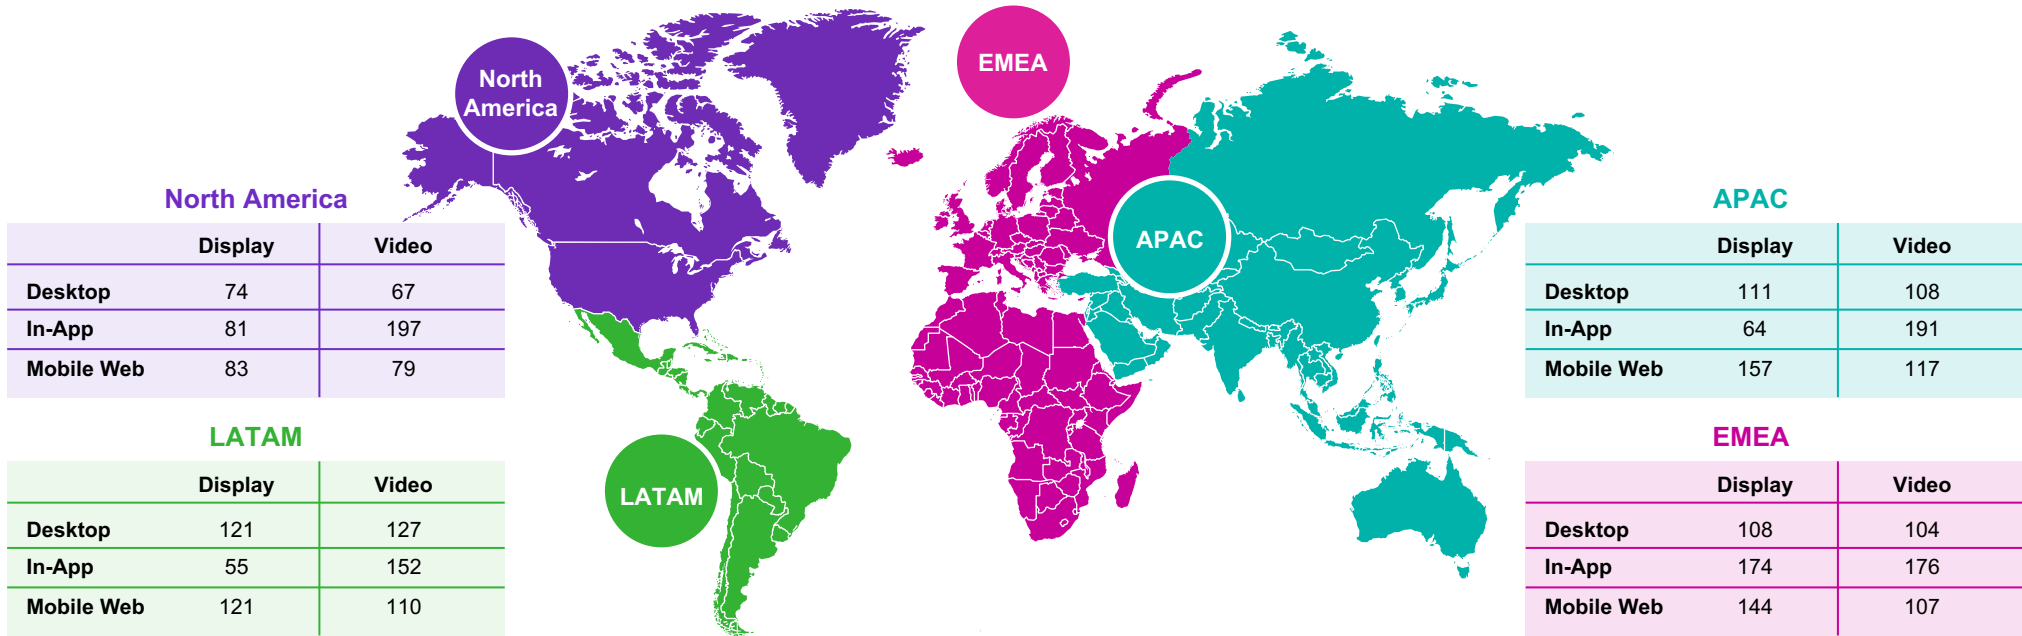 North
America
EMEA
APAC
LATAM
North America
Display Video
Desktop 74 67
In-App 81 197
Mobile Web 83 79
LATAM
Display Video
Desktop 121 127
In-App 55 152
Mobile Web 121 110
APAC
Display Video
Desktop 111 108
In-App 64 191
Mobile Web 157 117
EMEA
Display Video
Desktop 108 104
In-App 174 176
Mobile Web 144 107